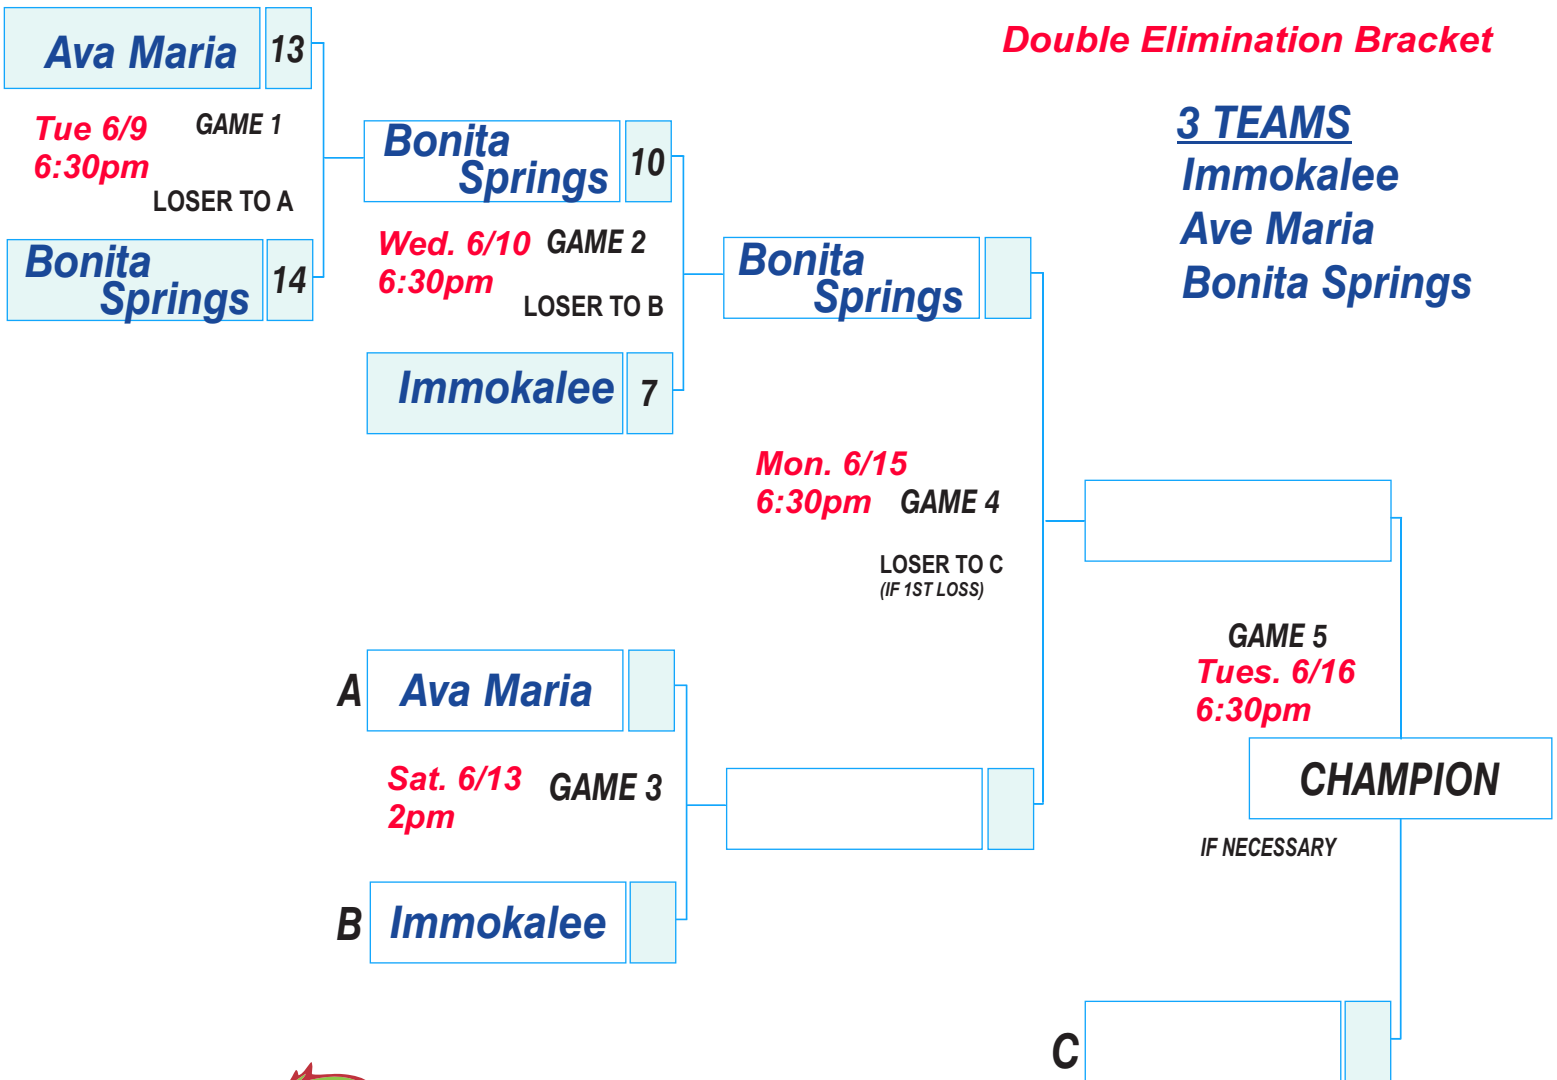 Double Elimination Bracket
3 TEAMS
Immokalee
Ave Maria
Bonita Springs
Ava Maria 13
Tue 6/9 GAME 1
6:30pm
LOSER TO A
Bonita
Springs 14
Bonita
Springs 10
Wed. 6/10 GAME 2
6:30pm
LOSER TO B
Immokalee 7
Bonita
Springs
Mon. 6/15
6:30pm GAME 4
LOSER TO C
(IF 1ST LOSS)
A Ava Maria
Sat. 6/13 GAME 3
2pm
B Immokalee
GAME 5
Tues. 6/16
6:30pm
CHAMPION
IF NECESSARY
C